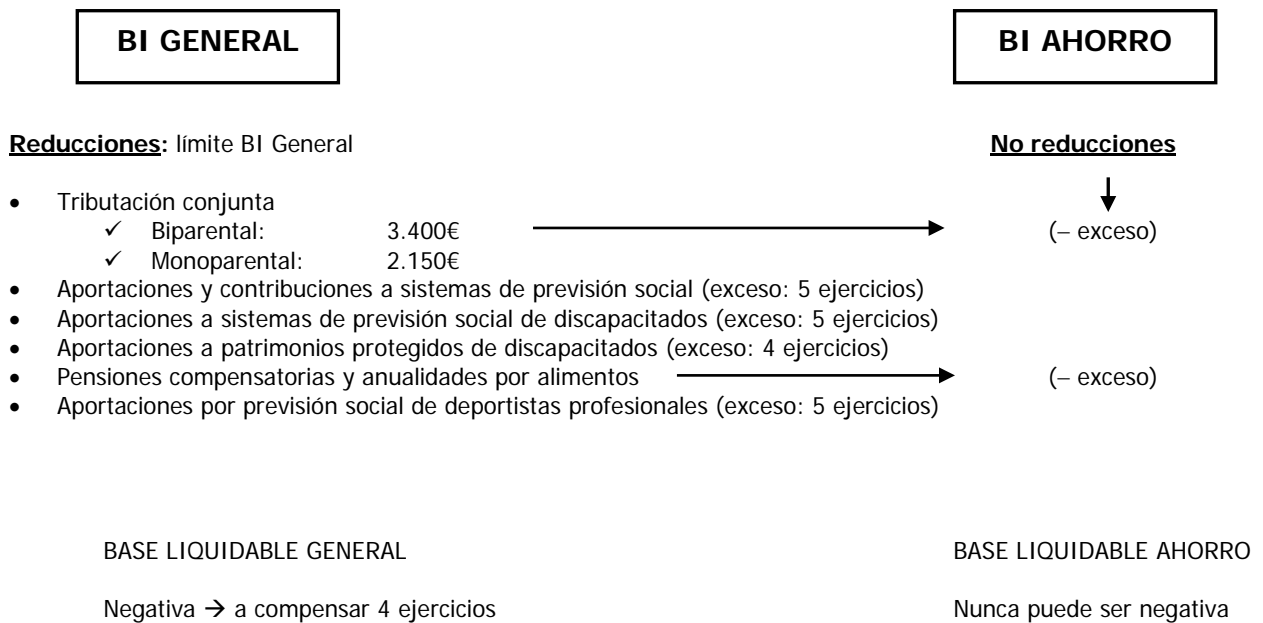 BI GENERAL BI AHORRO
Reducciones: límite BI General No reducciones
• Tributación conjunta
✓ Biparental: 3.400€ (− exceso)
✓ Monoparental: 2.150€
• Aportaciones y contribuciones a sistemas de previsión social (exceso: 5 ejercicios)
• Aportaciones a sistemas de previsión social de discapacitados (exceso: 5 ejercicios)
• Aportaciones a patrimonios protegidos de discapacitados (exceso: 4 ejercicios)
• Pensiones compensatorias y anualidades por alimentos (− exceso)
• Aportaciones por previsión social de deportistas profesionales (exceso: 5 ejercicios)
BASE LIQUIDABLE GENERAL BASE LIQUIDABLE AHORRO
Negativa → a compensar 4 ejercicios Nunca puede ser negativa